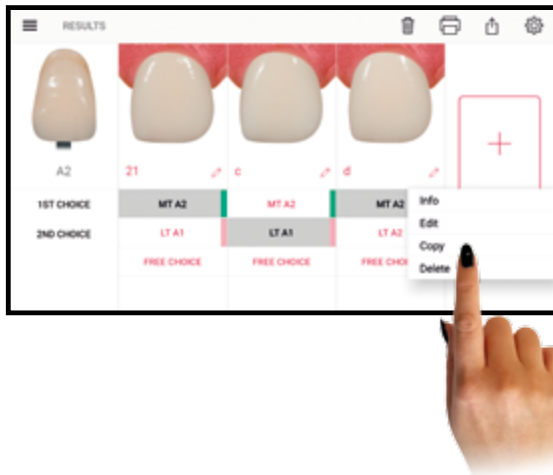 RESULTS
A2
21
c
d
1ST CHOICE
MT A2
MT A2
MT A2
2ND CHOICE
LT A1
LT A1
LT A2
FREE CHOICE
FREE CHOICE
FREE CHOI
Info
Edit
Copy
Delete